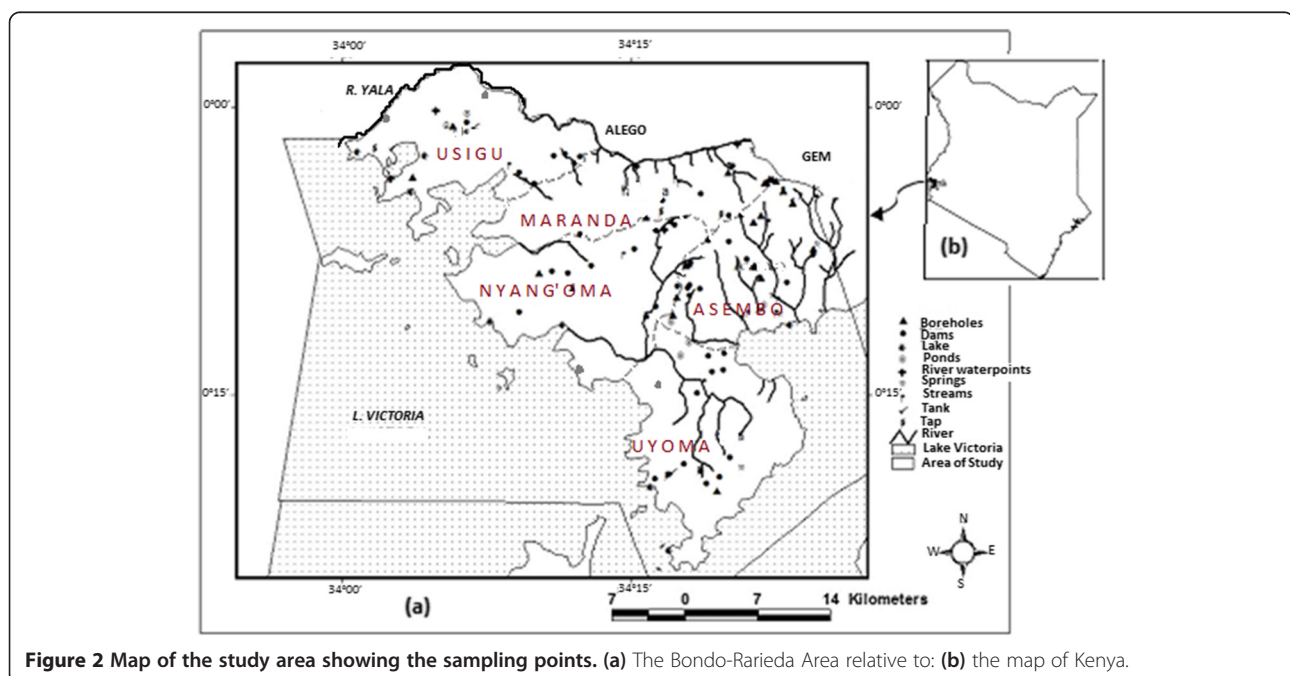 34°00'
34°15'
R. YALA
0°00'
0°00'
ALEGO
GEM
USIGU
MARANDA
(b)
NYANG'OMA
ASEMBO
Boreholes
Dams
Lake
Ponds
River waterpoints
Springs
Streams
Tank
Tap
River
Lake Victoria
Area of Study
0°15'
0°15'
L. VICTORIA
UYOMA
N
W
E
S
34°00'
34°15'
(a)
7 0 7 14 Kilometers
Figure 2 Map of the study area showing the sampling points. (a) The Bondo-Rarieda Area relative to: (b) the map of Kenya.